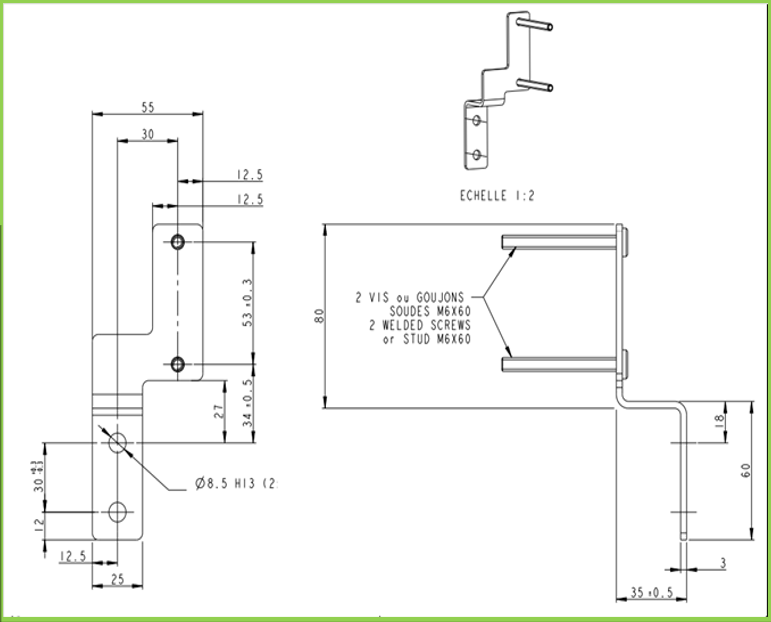 55
30
12.5
12.5
ECHELLE 1:2
53 ±0.3
2 VIS ou GOUJONS
SOUDES M6X60
2 WELDED SCREWS
or STUD M6X60
80
27
34 ±0.5
18
Ø8.5 H13 (2
30
60
12
12.5
25
3
35 ±0.5